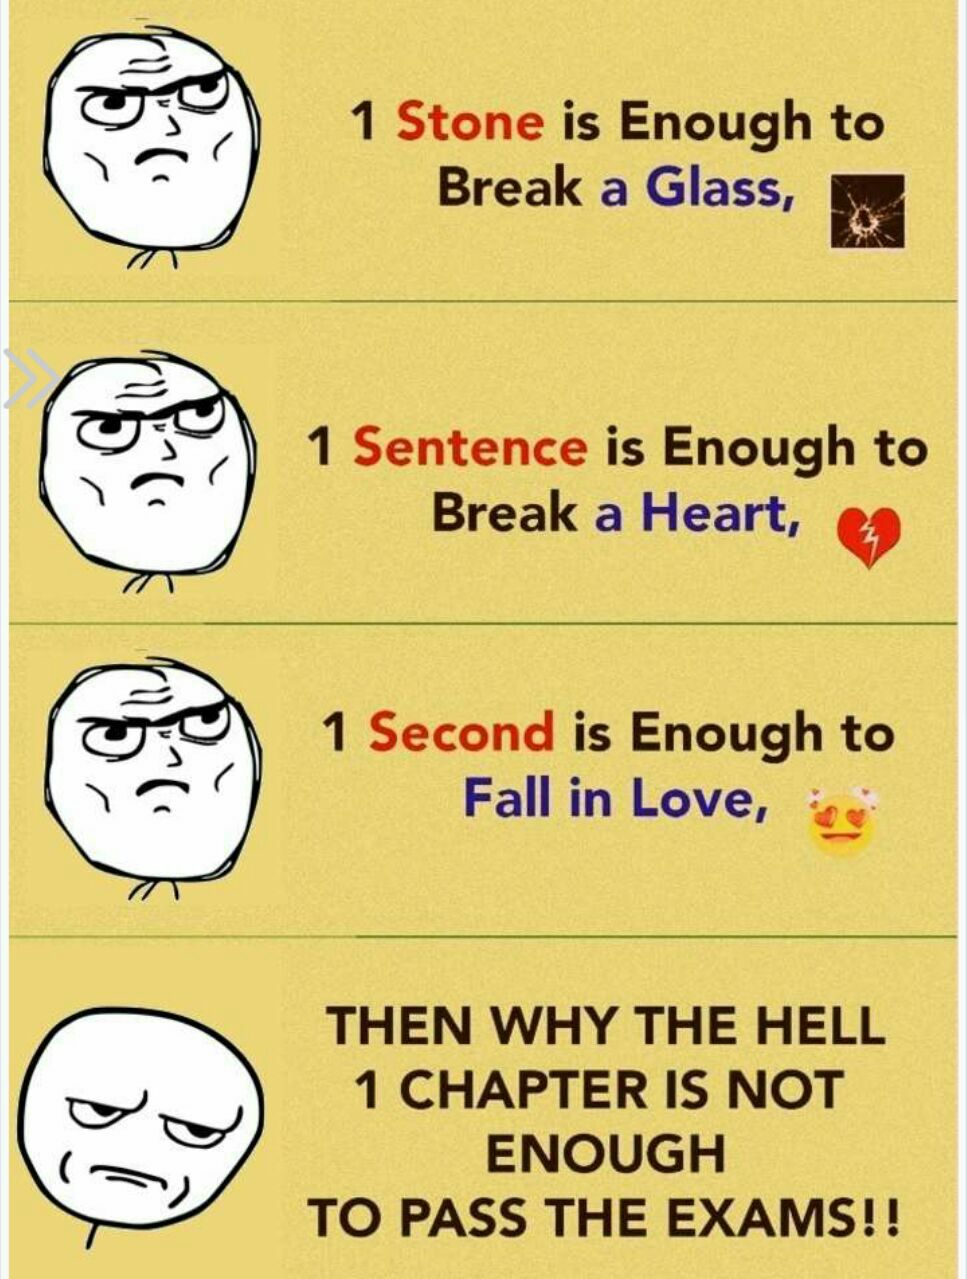 1 Stone is Enough to
Break a Glass,
1 Sentence is Enough to
Break a Heart,
1 Second is Enough to
Fall in Love,
THEN WHY THE HELL
1 CHAPTER IS NOT
ENOUGH
TO PASS THE EXAMS!!